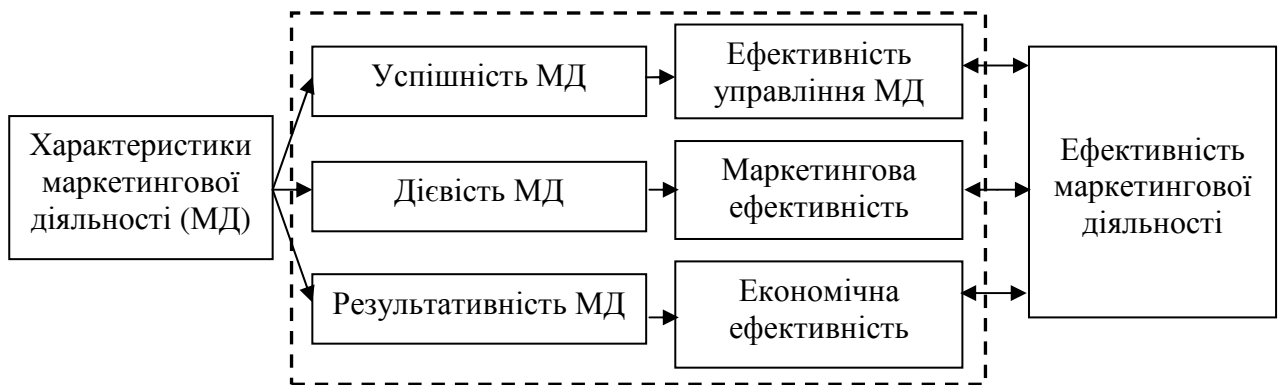 Характеристики
маркетингової
діяльності (МД)
Успішність МД
Ефективність
управління МД
Дієвість МД
Маркетингова
ефективність
Результативність МД
Економічна
ефективність
Ефективність
маркетингової
діяльності